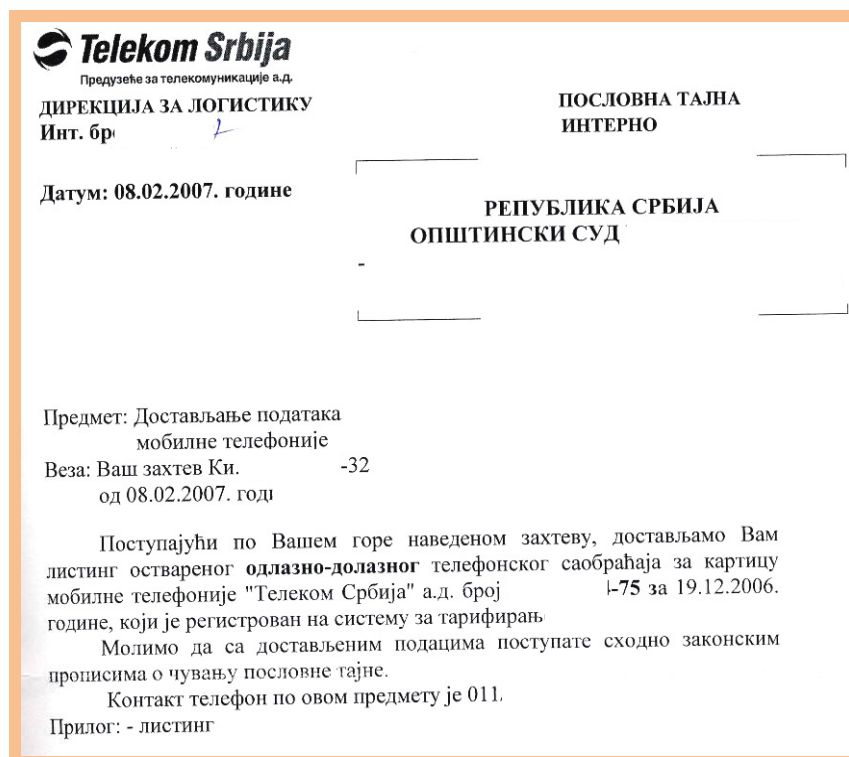 Telekom Srbija
Предузеће за телекомуникације а.д.
ДИРЕКЦИЈА ЗА ЛОГИСТИКУ
Инт.
ПОСЛОВНА ТАЈНА
ИНТЕРНО
Датум: 08.02.2007. године
РЕПУБЛИКА СРБИЈА
ОПШТИНСКИ СУД
-
Предмет: Достављање података
мобилне телефоније
Веза: Ваш захтев Ки. -32
од 08.02.2007.
Поступајући по Вашем горе наведеном захтеву, достављамо Вам
листинг оствареног одлазно-долазног телефонског саобраћаја за картицу
мобилне телефоније "Телеком Србија" а.д. број -75 за 19.12.2006.
године, који је регистрован на систему за
Молимо да са достављеним подацима поступате сходно законским
прописима о чувању пословне тајне.
Контакт телефон по овом предмету је 011
Прилог: - листинг